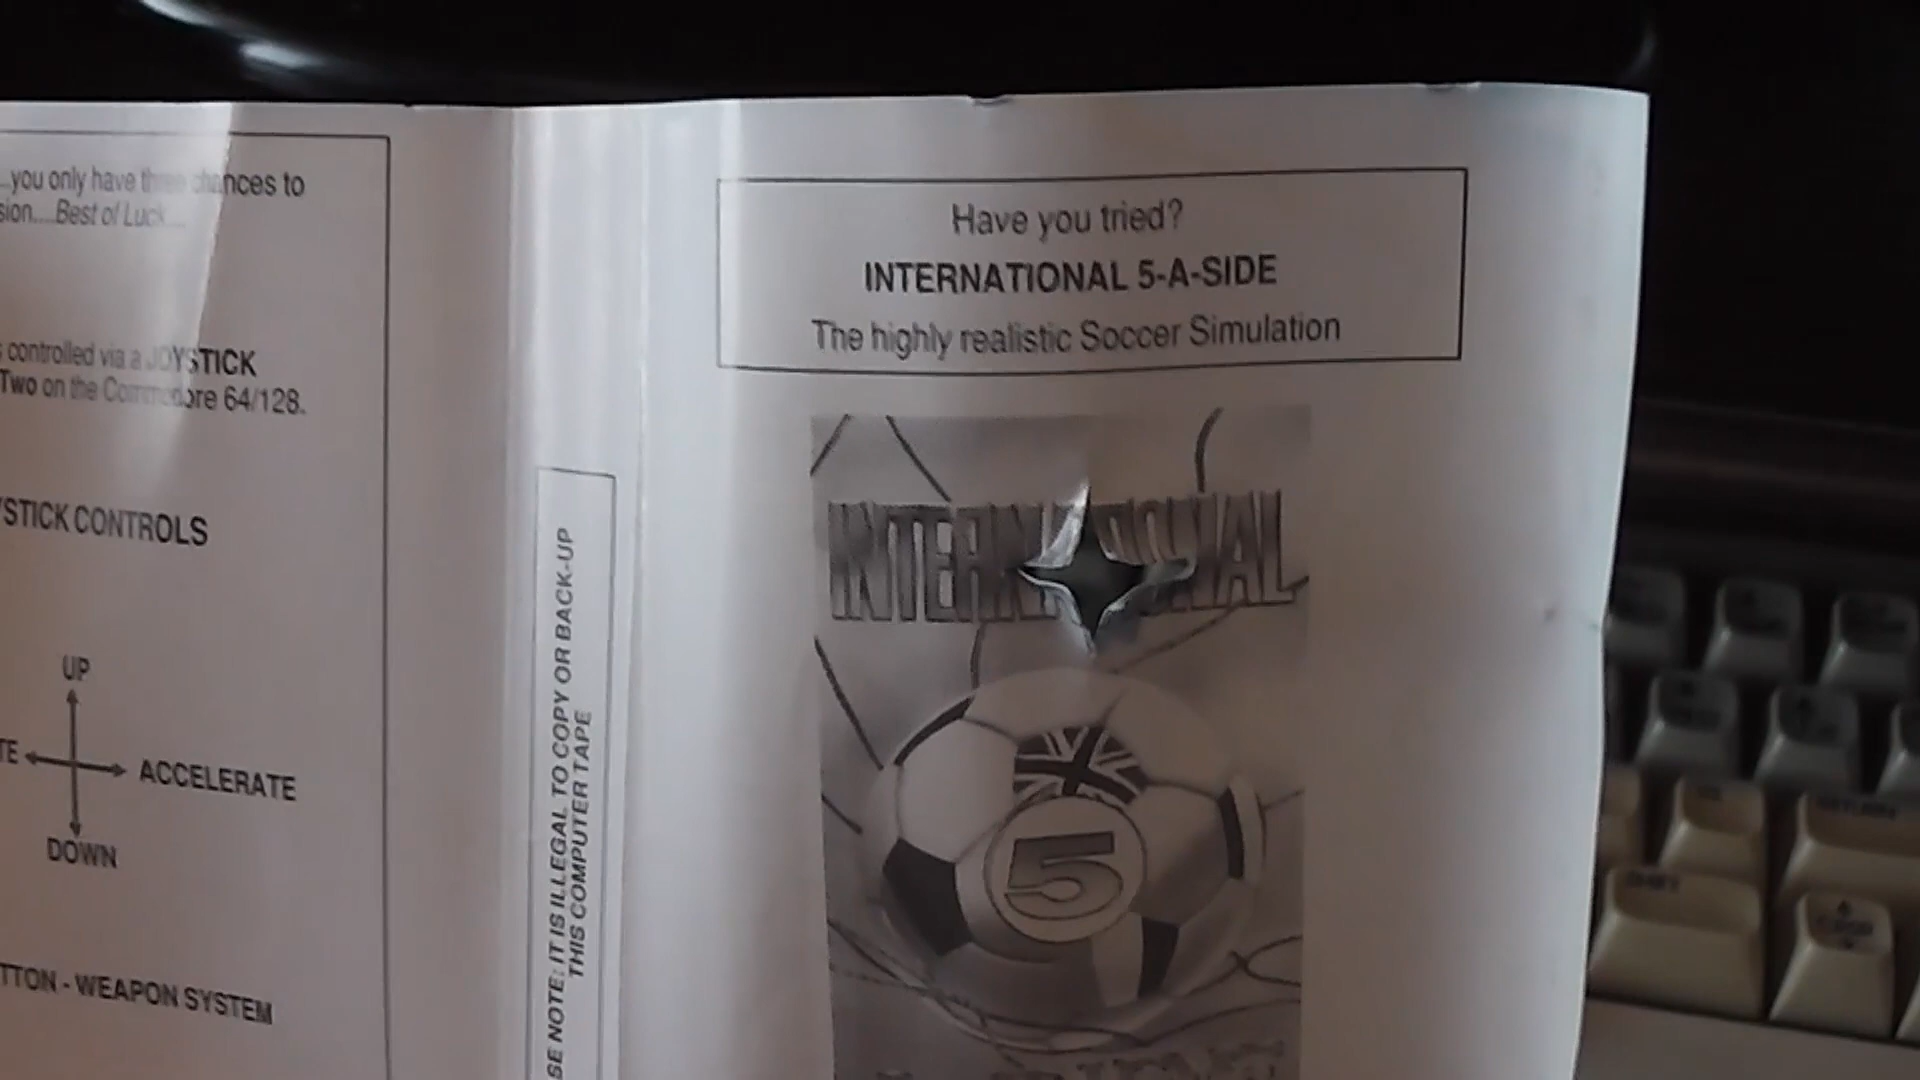 ...you only have three chances to
sion....Best of Luck...
controlled via a JOYSTICK
Two on the Commodore 64/128.
YSTICK CONTROLS
UP
TE
ACCELERATE
DOWN
TTON - WEAPON SYSTEM
SE NOTE: IT IS ILLEGAL TO COPY OR BACK-UP
THIS COMPUTER TAPE
Have you tried?
INTERNATIONAL 5-A-SIDE
The highly realistic Soccer Simulation
INTERNATIONAL
5